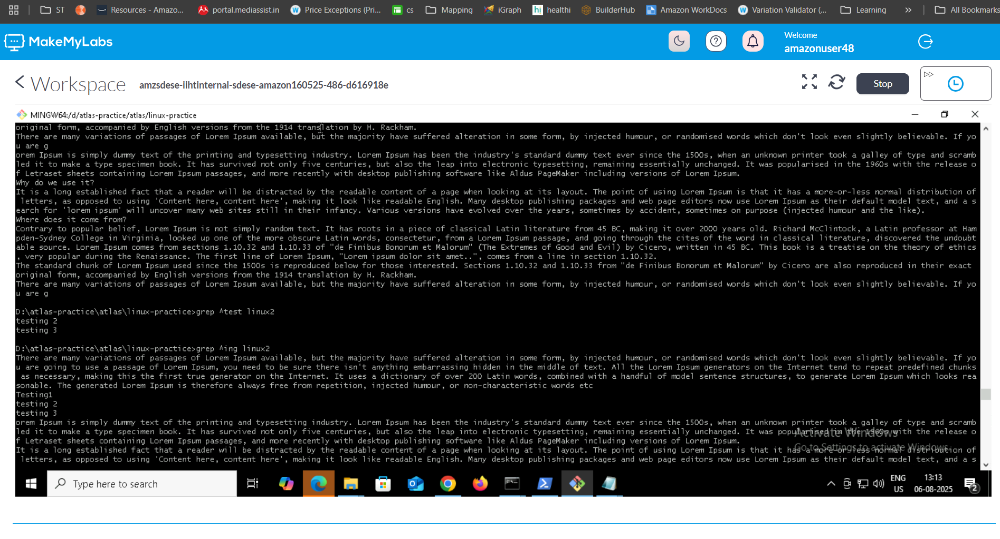 ST
Resources - Amazo...
portal.mediassist.in
Price Exceptions (Pri...
cs
Mapping
iGraph
hi healthi
BuilderHub
Amazon WorkDocs
Variation Validator (...
Learning
»
All Bookmarks
MakeMyLabs
Welcome
amazonuser48
Workspace
amzsdese-iihtinternal-sdese-amazon160525-486-d616918e
Stop
MINGW64:/d/atlas-practice/atlas/linux-practice
original form, accompanied by English versions from the 1914 translation by H. Rackham.
There are many variations of passages of Lorem Ipsum available, but the majority have suffered alteration in some form, by injected humour, or randomised words which don't look even slightly believable. If yo
u are g
orem Ipsum is simply dummy text of the printing and typesetting industry. Lorem Ipsum has been the industry's standard dummy text ever since the 1500s, when an unknown printer took a galley of type and scramb
led it to make a type specimen book. It has survived not only five centuries, but also the leap into electronic typesetting, remaining essentially unchanged. It was popularised in the 1960s with the release o
f Letraset sheets containing Lorem Ipsum passages, and more recently with desktop publishing software like Aldus PageMaker including versions of Lorem Ipsum.
Why do we use it?
It is a long established fact that a reader will be distracted by the readable content of a page when looking at its layout. The point of using Lorem Ipsum is that it has a more-or-less normal distribution of
letters, as opposed to using 'Content here, content here', making it look like readable English. Many desktop publishing packages and web page editors now use Lorem Ipsum as their default model text, and a s
earch for 'lorem ipsum' will uncover many web sites still in their infancy. Various versions have evolved over the years, sometimes by accident, sometimes on purpose (injected humour and the like).
Where does it come from?
Contrary to popular belief, Lorem Ipsum is not simply random text. It has roots in a piece of classical Latin literature from 45 BC, making it over 2000 years old. Richard McClintock, a Latin professor at Ham
pden-Sydney College in Virginia, looked up one of the more obscure Latin words, consectetur, from a Lorem Ipsum passage, and going through the cites of the word in classical literature, discovered the undoubt
able source. Lorem Ipsum comes from sections 1.10.32 and 1.10.33 of "de Finibus Bonorum et Malorum" (The Extremes of Good and Evil) by Cicero, written in 45 BC. This book is a treatise on the theory of ethics
, very popular during the Renaissance. The first line of Lorem Ipsum, "Lorem ipsum dolor sit amet..", comes from a line in section 1.10.32.
The standard chunk of Lorem Ipsum used since the 1500s is reproduced below for those interested. Sections 1.10.32 and 1.10.33 from "de Finibus Bonorum et Malorum" by Cicero are also reproduced in their exact
original form, accompanied by English versions from the 1914 translation by H. Rackham.
There are many variations of passages of Lorem Ipsum available, but the majority have suffered alteration in some form, by injected humour, or randomised words which don't look even slightly believable. If yo
u are g
D:\atlas-practice\atlas\linux-practice>grep ^test linux2
testing 2
testing 3
D:\atlas-practice\atlas\linux-practice>grep ^ing linux2
There are many variations of passages of Lorem Ipsum available, but the majority have suffered alteration in some form, by injected humour, or randomised words which don't look even slightly believable. If yo
u are going to use a passage of Lorem Ipsum, you need to be sure there isn't anything embarrassing hidden in the middle of text. All the Lorem Ipsum generators on the Internet tend to repeat predefined chunks
as necessary, making this the first true generator on the Internet. It uses a dictionary of over 200 Latin words, combined with a handful of model sentence structures, to generate Lorem Ipsum which looks rea
sonable. The generated Lorem Ipsum is therefore always free from repetition, injected humour, or non-characteristic words etc
Testing1
testing 2
testing 3
orem Ipsum is simply dummy text of the printing and typesetting industry. Lorem Ipsum has been the industry's standard dummy text ever since the 1500s, when an unknown printer took a galley of type and scramb
led it to make a type specimen book. It has survived not only five centuries, but also the leap into electronic typesetting, remaining essentially unchanged. It was popularised in the 1960s with the release o
f Letraset sheets containing Lorem Ipsum passages, and more recently with desktop publishing software like Aldus PageMaker including versions of Lorem Ipsum.
It is a long established fact that a reader will be distracted by the readable content of a page when looking at its layout. The point of using Lorem Ipsum is that it has a more-or-less normal distribution of
letters, as opposed to using 'Content here, content here', making it look like readable English. Many desktop publishing packages and web page editors now use Lorem Ipsum as their default model text, and a s
Activate Windows
Go to Settings to activate Windows.
Type here to search
ENG
US
13:13
06-08-2025
2